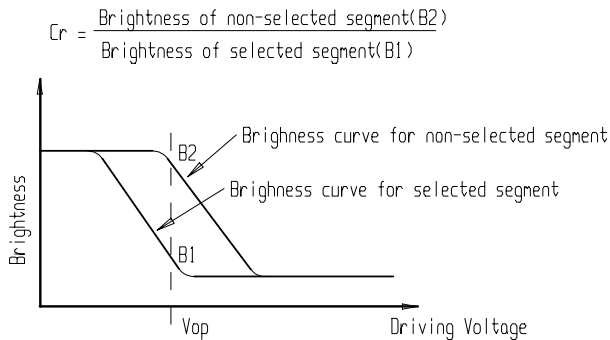 Cr = Brightness of non-selected segment(B2)
Brightness of selected segment(B1)
B2
Brighness curve for non-selected segment
Brighness curve for selected segment
Brightness
B1
Vop
Driving Voltage